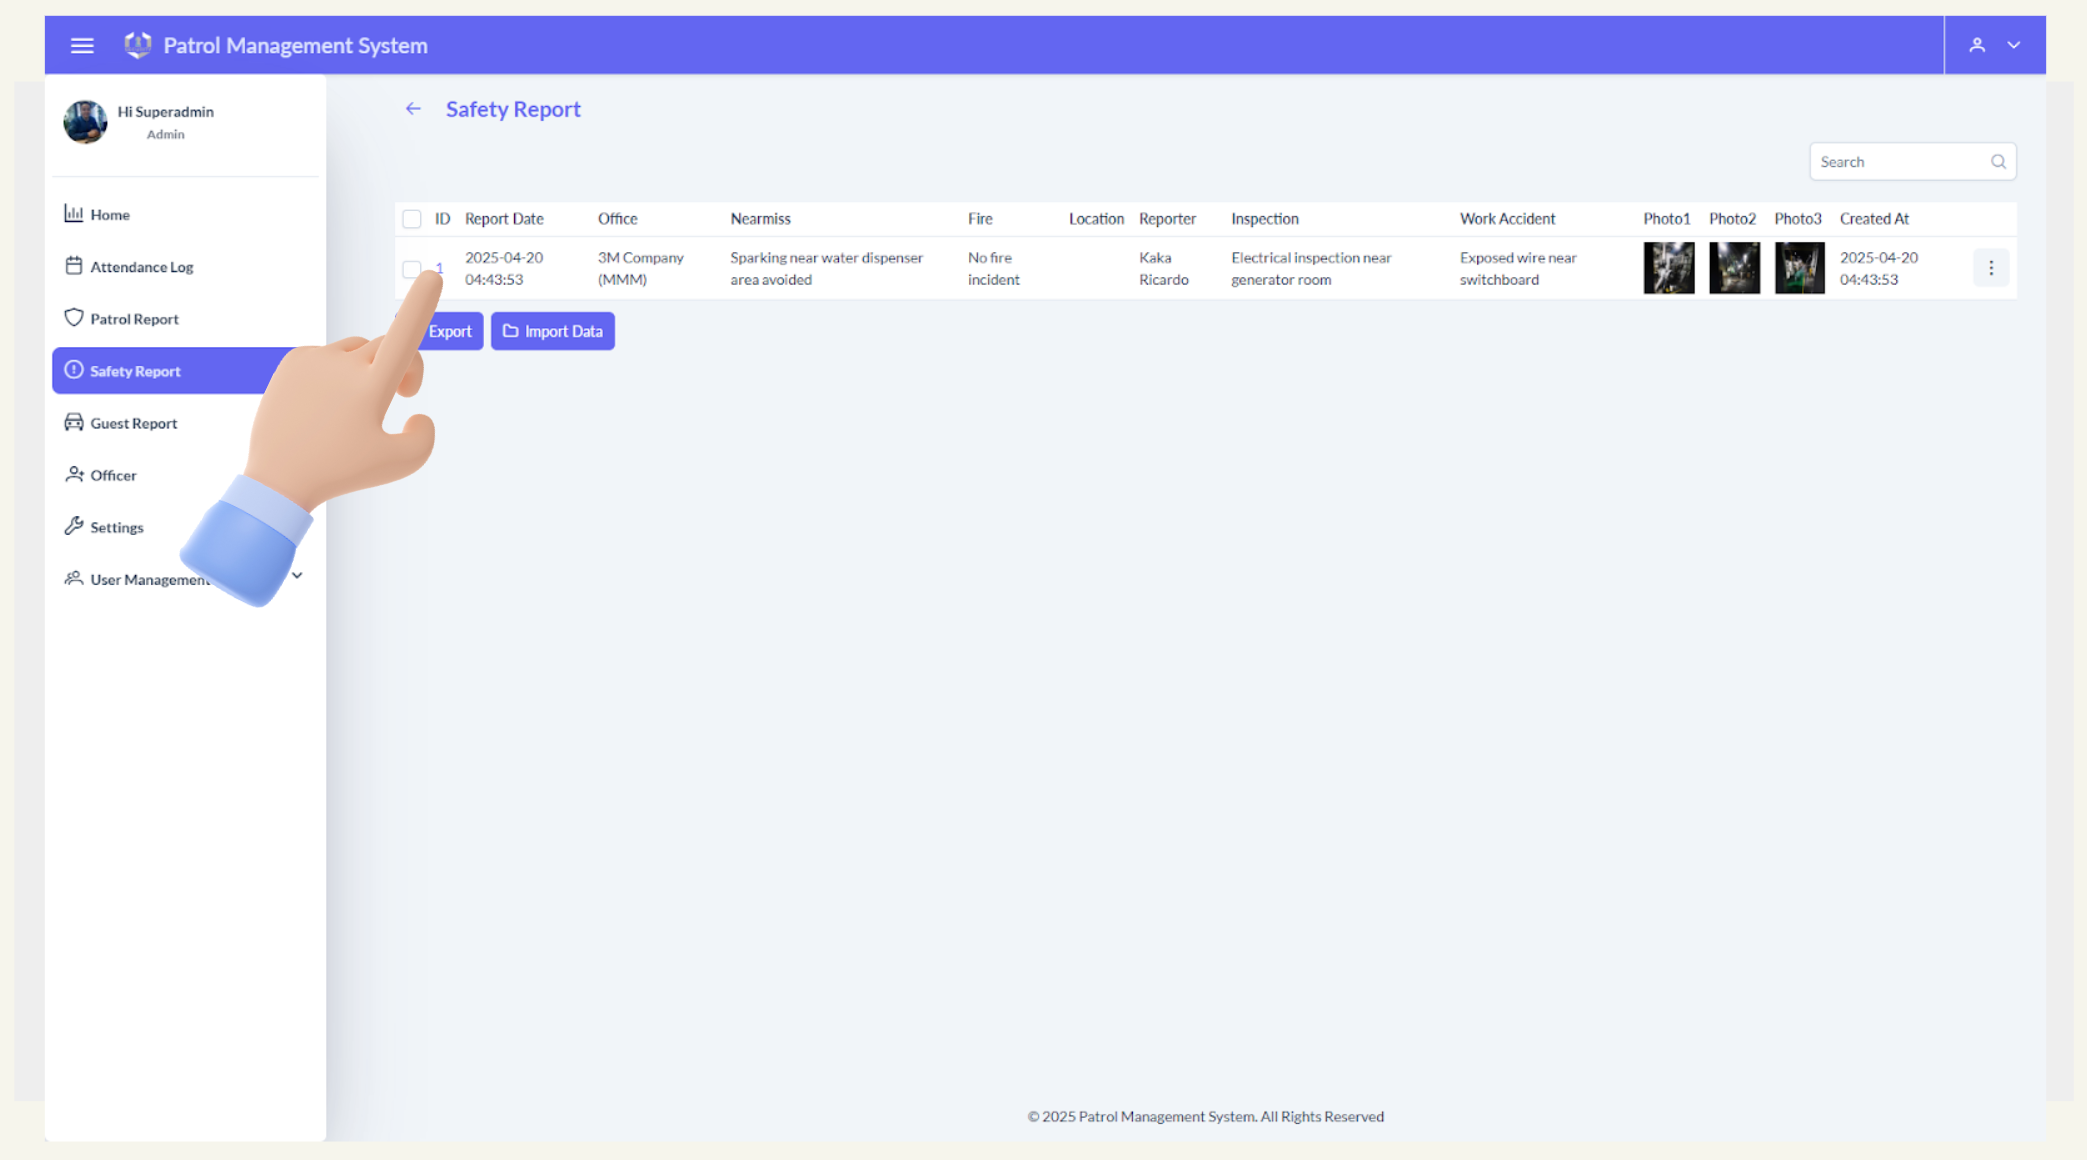 Patrol Management System
Hi Superadmin
Admin
Home
Attendance Log
Patrol Report
Safety Report
Guest Report
Officer
Settings
User Management
Safety Report
Search
ID Report Date Office Nearmiss Fire Location Reporter Inspection Work Accident Photo1 Photo2 Photo3 Created At
1 2025-04-20 3M Company Sparking near water dispenser No fire Kaka Electrical inspection near Exposed wire near 2025-04-20
04:43:53 (MMM) area avoided incident Ricardo generator room switchboard 04:43:53
Export Import Data
© 2025 Patrol Management System. All Rights Reserved